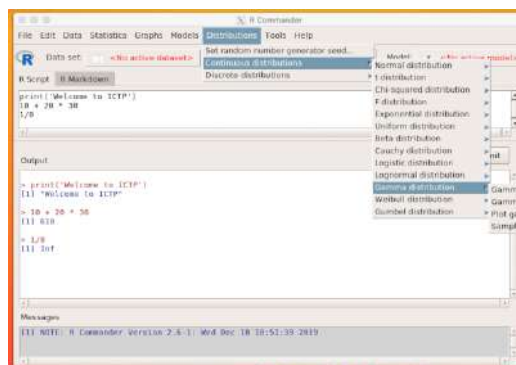 R Commander
File Edit Data Statistics Graphs Models Distributions Tools Help
Set random number generator seed...
Data set: <No active dataset>
Continuous distributions
Model:
Normal distribution
Discrete distributions
t distribution
R Script R Markdown
Chi-squared distribution
F distribution
Exponential distribution
Uniform distribution
Beta distribution
Cauchy distribution
Logistic distribution
Lognormal distribution
Gamma distribution
Weibull distribution
Gumbel distribution
Plot
print('Welcome to ICTP')
10 + 20 * 30
1/0
Output
> print('Welcome to ICTP')
[1] "Welcome to ICTP"
> 10 + 20 * 30
[1] 610
> 1/0
[1] Inf
Messages
[1] NOTE: R Commander Version 2.6-1: Wed Dec 18 10:51:39 2019